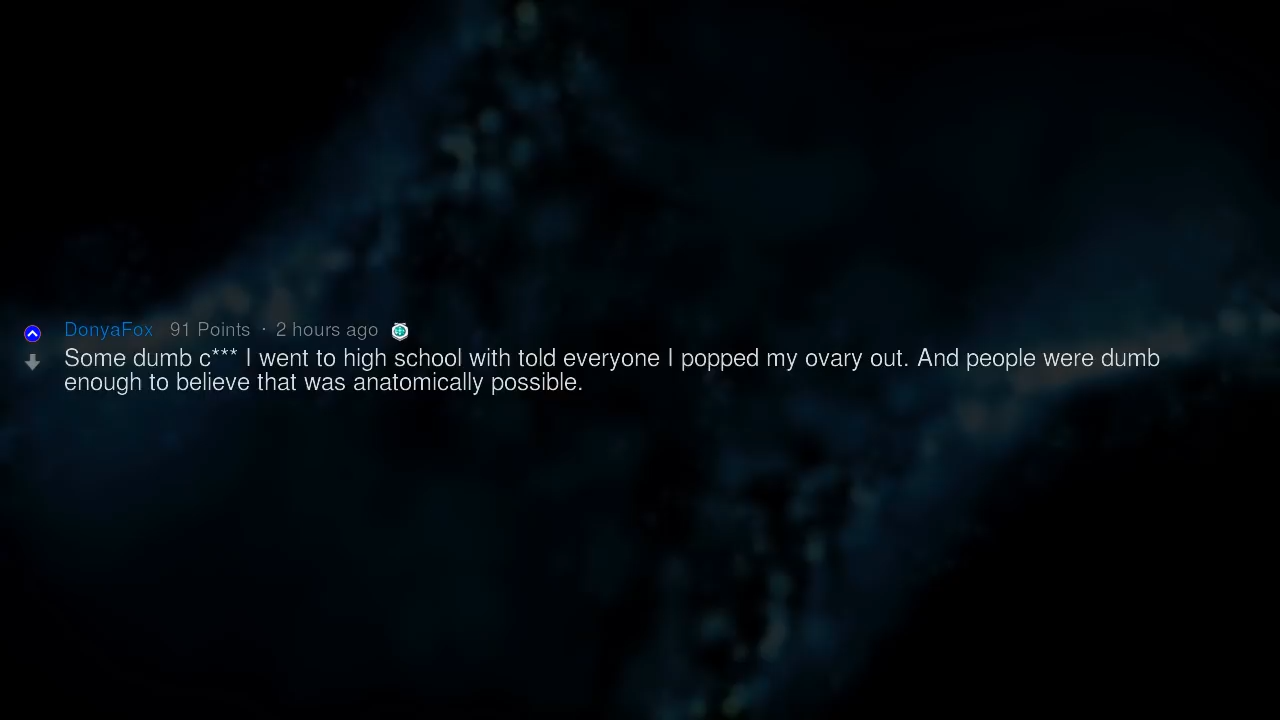 DonyaFox 91 Points · 2 hours ago
Some dumb c*** I went to high school with told everyone I popped my ovary out. And people were dumb
enough to believe that was anatomically possible.